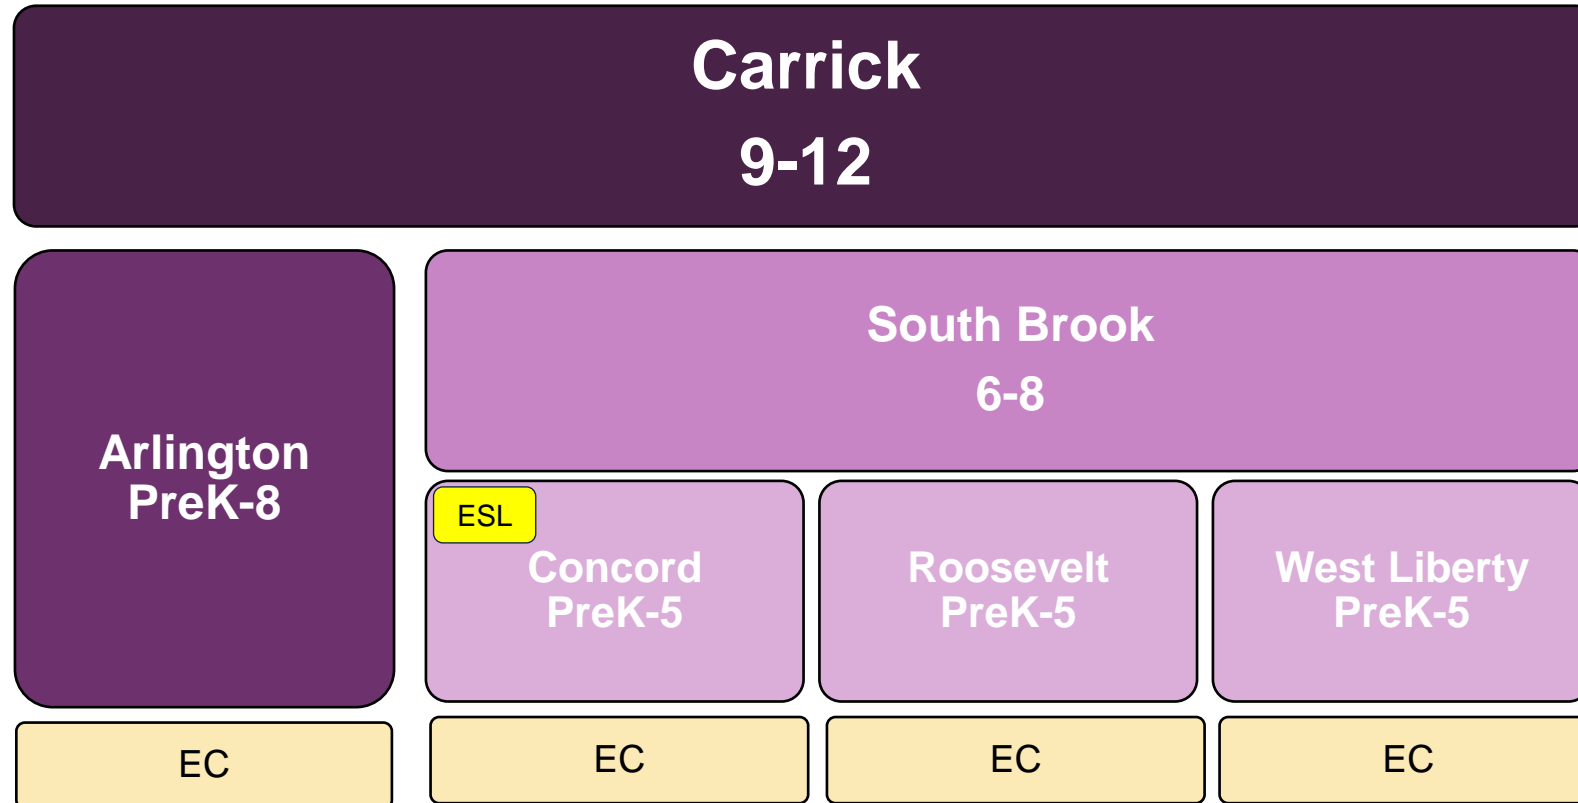 Carrick
9-12
Arlington
PreK-8
South Brook
6-8
ESL
Concord
PreK-5
Roosevelt
PreK-5
West Liberty
PreK-5
EC
EC
EC
EC